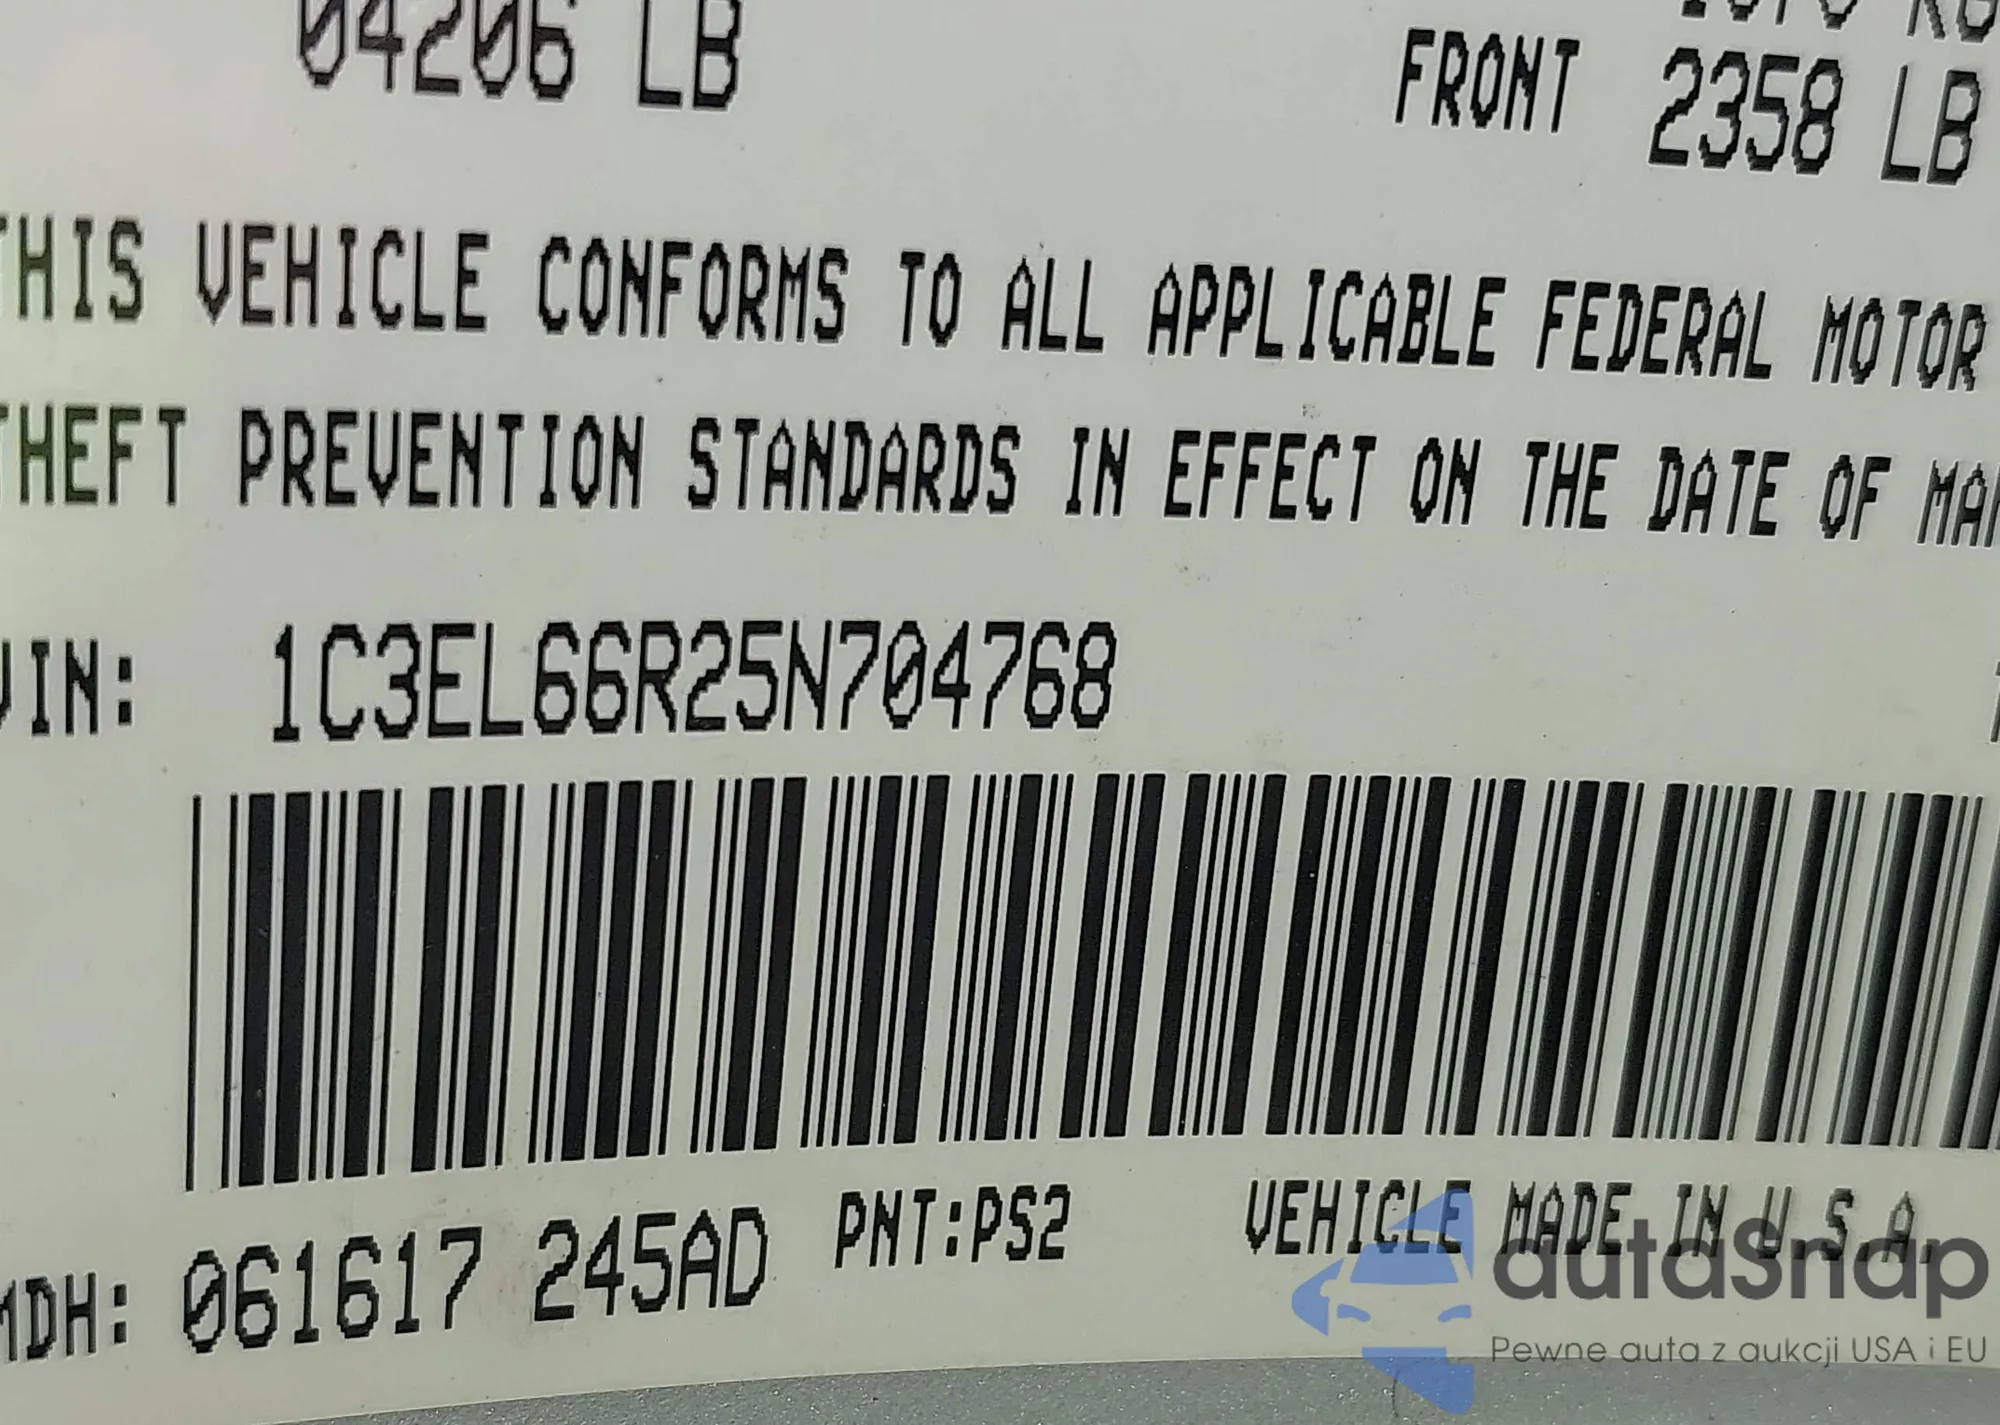 04206 LB
FRONT 2358 LB
THIS VEHICLE CONFORMS TO ALL APPLICABLE FEDERAL MOTOR
THEFT PREVENTION STANDARDS IN EFFECT ON THE DATE OF
VIN: 1C3EL66R25N704768
MDH: 061617 245AD PNT:PS2 VEHICLE MADE IN U.S.A.
autaSnap
Pewne auta z aukcji USA i EU